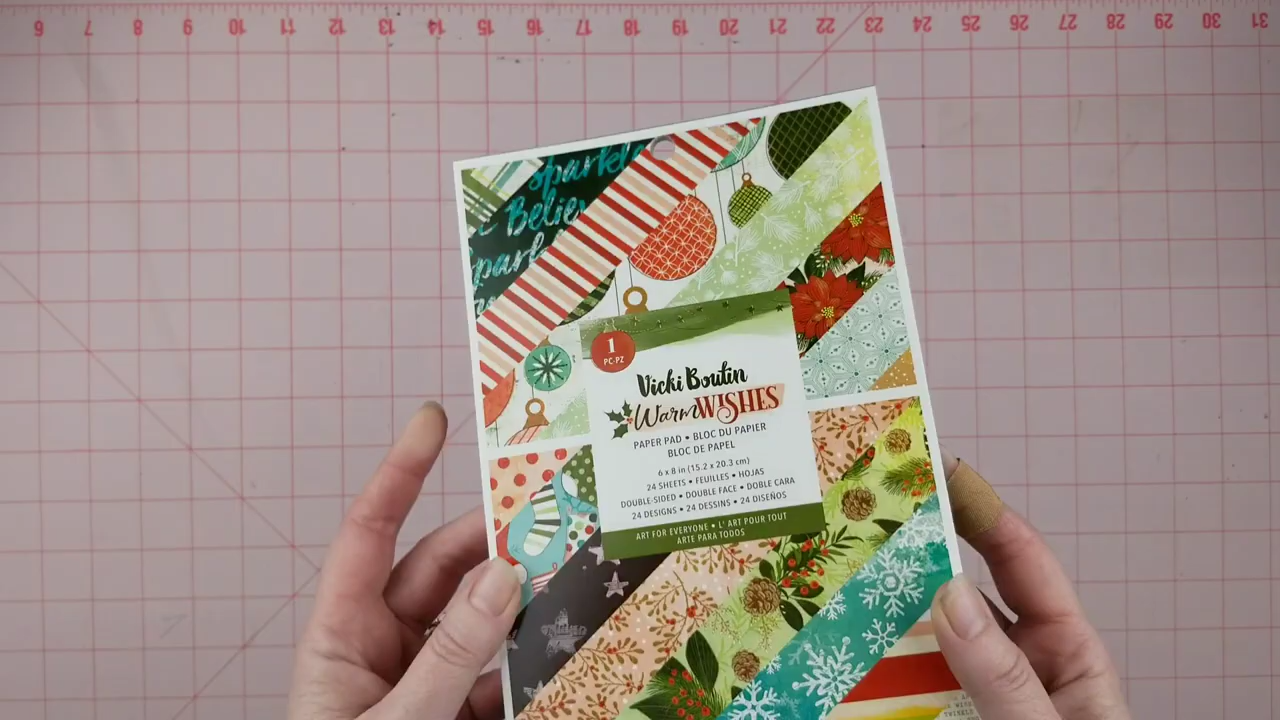 6 7 8 9 10 11 12 13 14 15 16 17 18 19 20 21 22 23 24 25 26 27 28 29 30 31
sparkle
Belie
spark
1
PC-PZ
Vicki Boutin
Warm WISHES
PAPER PAD • BLOC DU PAPIER
BLOC DE PAPEL
6 x 8 in (15.2 x 20.3 cm)
24 SHEETS • FEUILLES • HOJAS
DOUBLE-SIDED • DOUBLE FACE • DOBLE CARA
24 DESIGNS • 24 DESSINS • 24 DISEÑOS
ART FOR EVERYONE • L' ART POUR TOUT
ARTE PARA TODOS